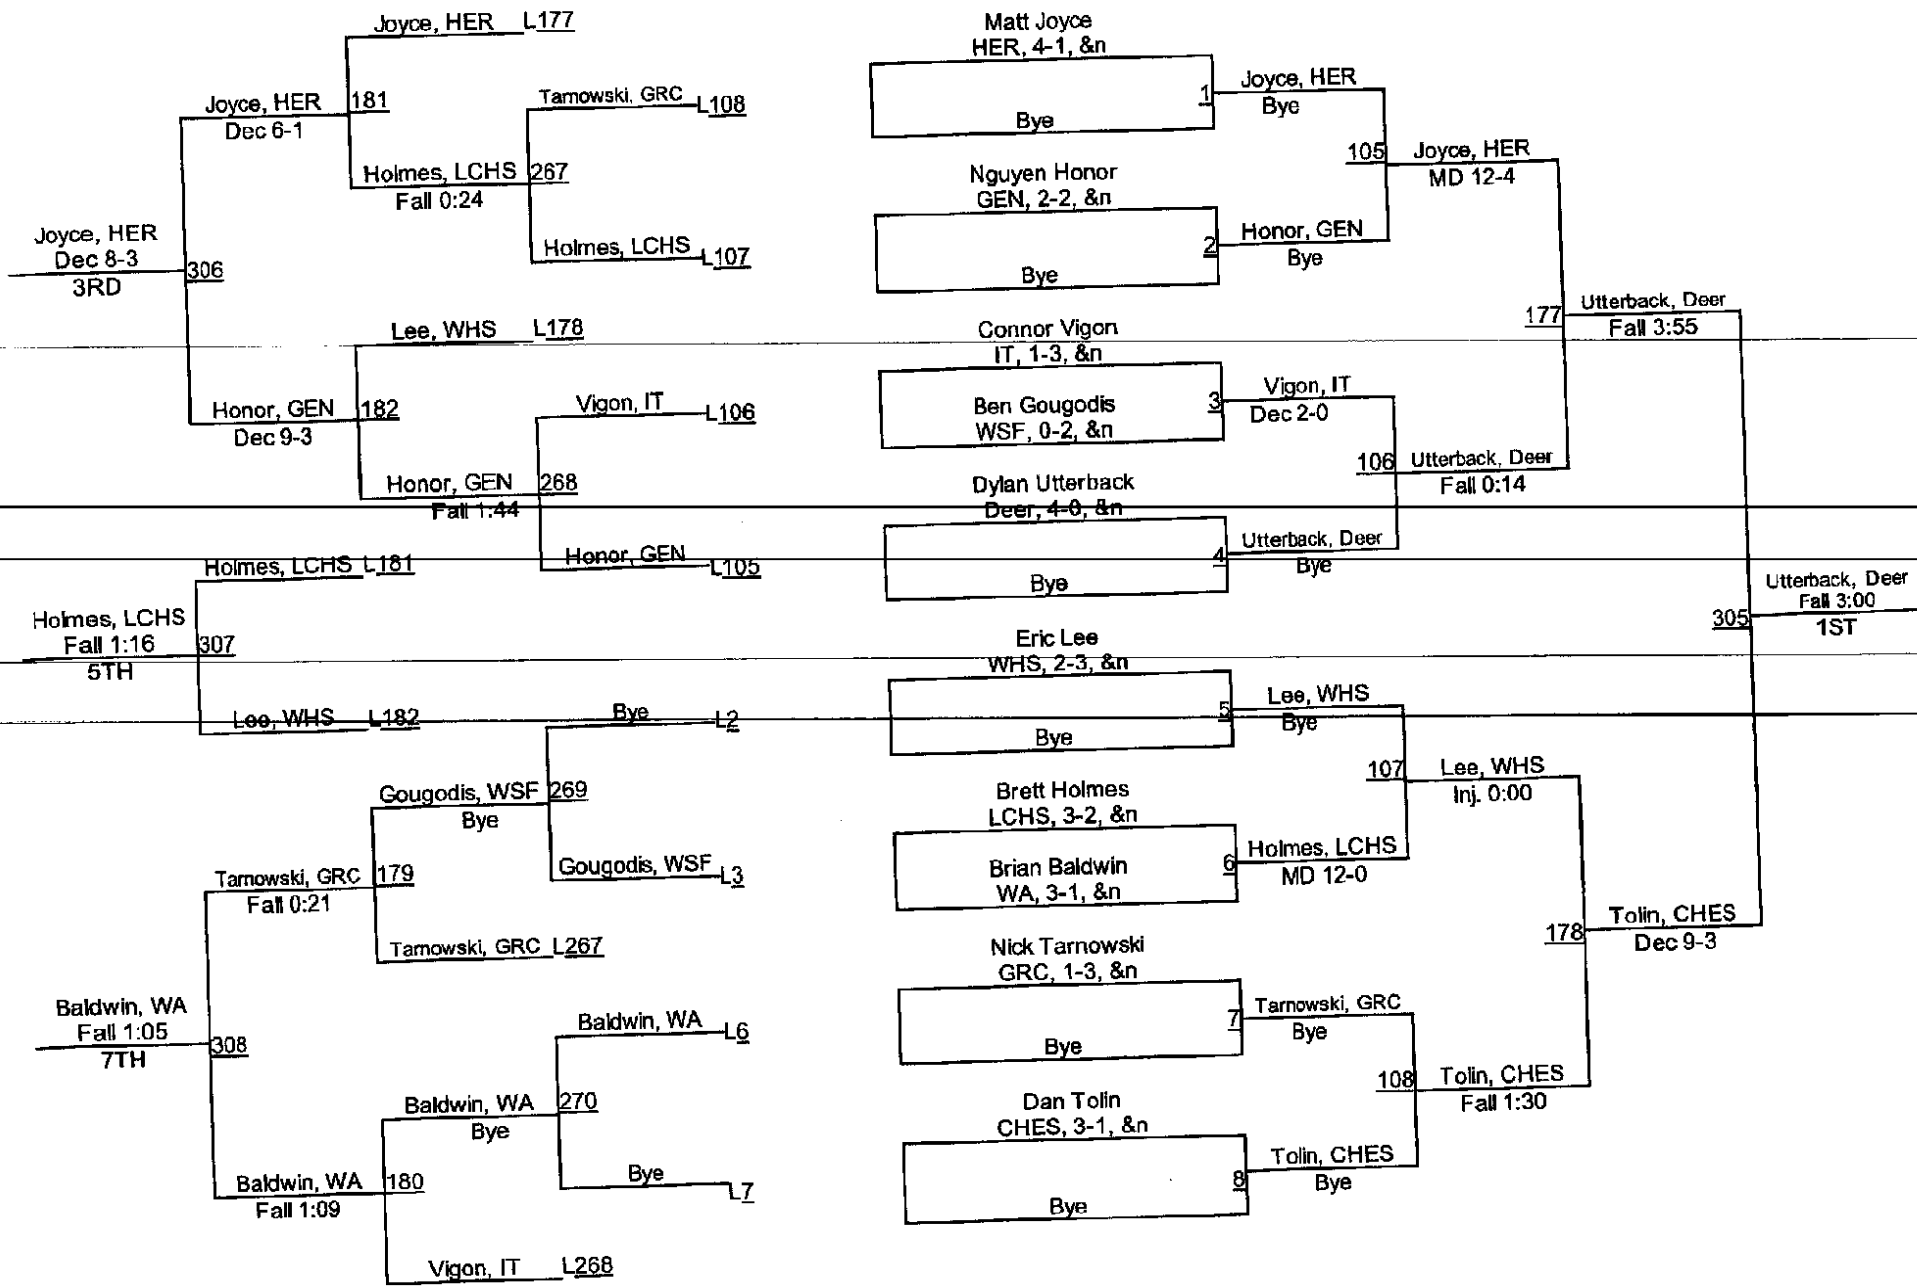 Joyce, HER L177
Joyce, HER 181
Dec 6-1
Tarnowski, GRC L108
Holmes, LCHS 267
Fall 0:24
Holmes, LCHS L107
Joyce, HER
Dec 8-3
3RD
306
Lee, WHS L178
Honor, GEN 182
Dec 9-3
Vigon, IT L106
Honor, GEN 268
Fall 1:44
Honor, GEN L105
Holmes, LCHS L181
Holmes, LCHS
Fall 1:16
5TH
307
Lee, WHS L182
Bye L2
Gougodis, WSF 269
Bye
Gougodis, WSF L3
Tarnowski, GRC 179
Fall 0:21
Tarnowski, GRC L267
Baldwin, WA
Fall 1:05
7TH
308
Baldwin, WA L6
Baldwin, WA 270
Bye
Bye L7
Baldwin, WA 180
Fall 1:09
Vigon, IT L268
Matt Joyce
HER, 4-1, &n
Bye
1
Joyce, HER
Bye
Nguyen Honor
GEN, 2-2, &n
Bye
2
Honor, GEN
Bye
105
Joyce, HER
MD 12-4
Connor Vigon
IT, 1-3, &n
Ben Gougodis
WSF, 0-2, &n
3
Vigon, IT
Dec 2-0
Dylan Utterback
Deer, 4-0, &n
Bye
4
Utterback, Deer
Bye
106
Utterback, Deer
Fall 0:14
177
Utterback, Deer
Fall 3:55
Eric Lee
WHS, 2-3, &n
Bye
5
Lee, WHS
Bye
Brett Holmes
LCHS, 3-2, &n
Brian Baldwin
WA, 3-1, &n
6
Holmes, LCHS
MD 12-0
107
Lee, WHS
Inj. 0:00
Nick Tarnowski
GRC, 1-3, &n
Bye
7
Tarnowski, GRC
Bye
Dan Tolin
CHES, 3-1, &n
Bye
8
Tolin, CHES
Bye
108
Tolin, CHES
Fall 1:30
178
Tolin, CHES
Dec 9-3
305
Utterback, Deer
Fall 3:00
1ST